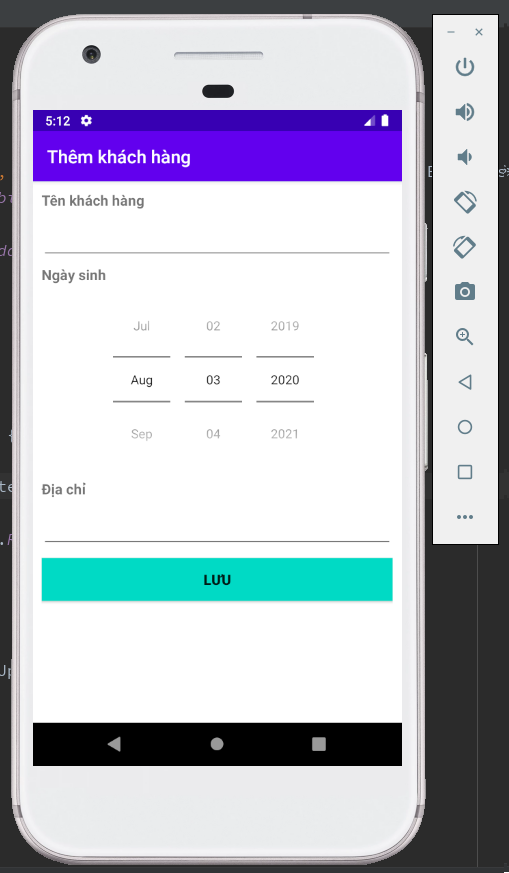 5:12
Thêm khách hàng
Tên khách hàng
Ngày sinh
Jul 02 2019
Aug 03 2020
Sep 04 2021
Địa chỉ
LƯU